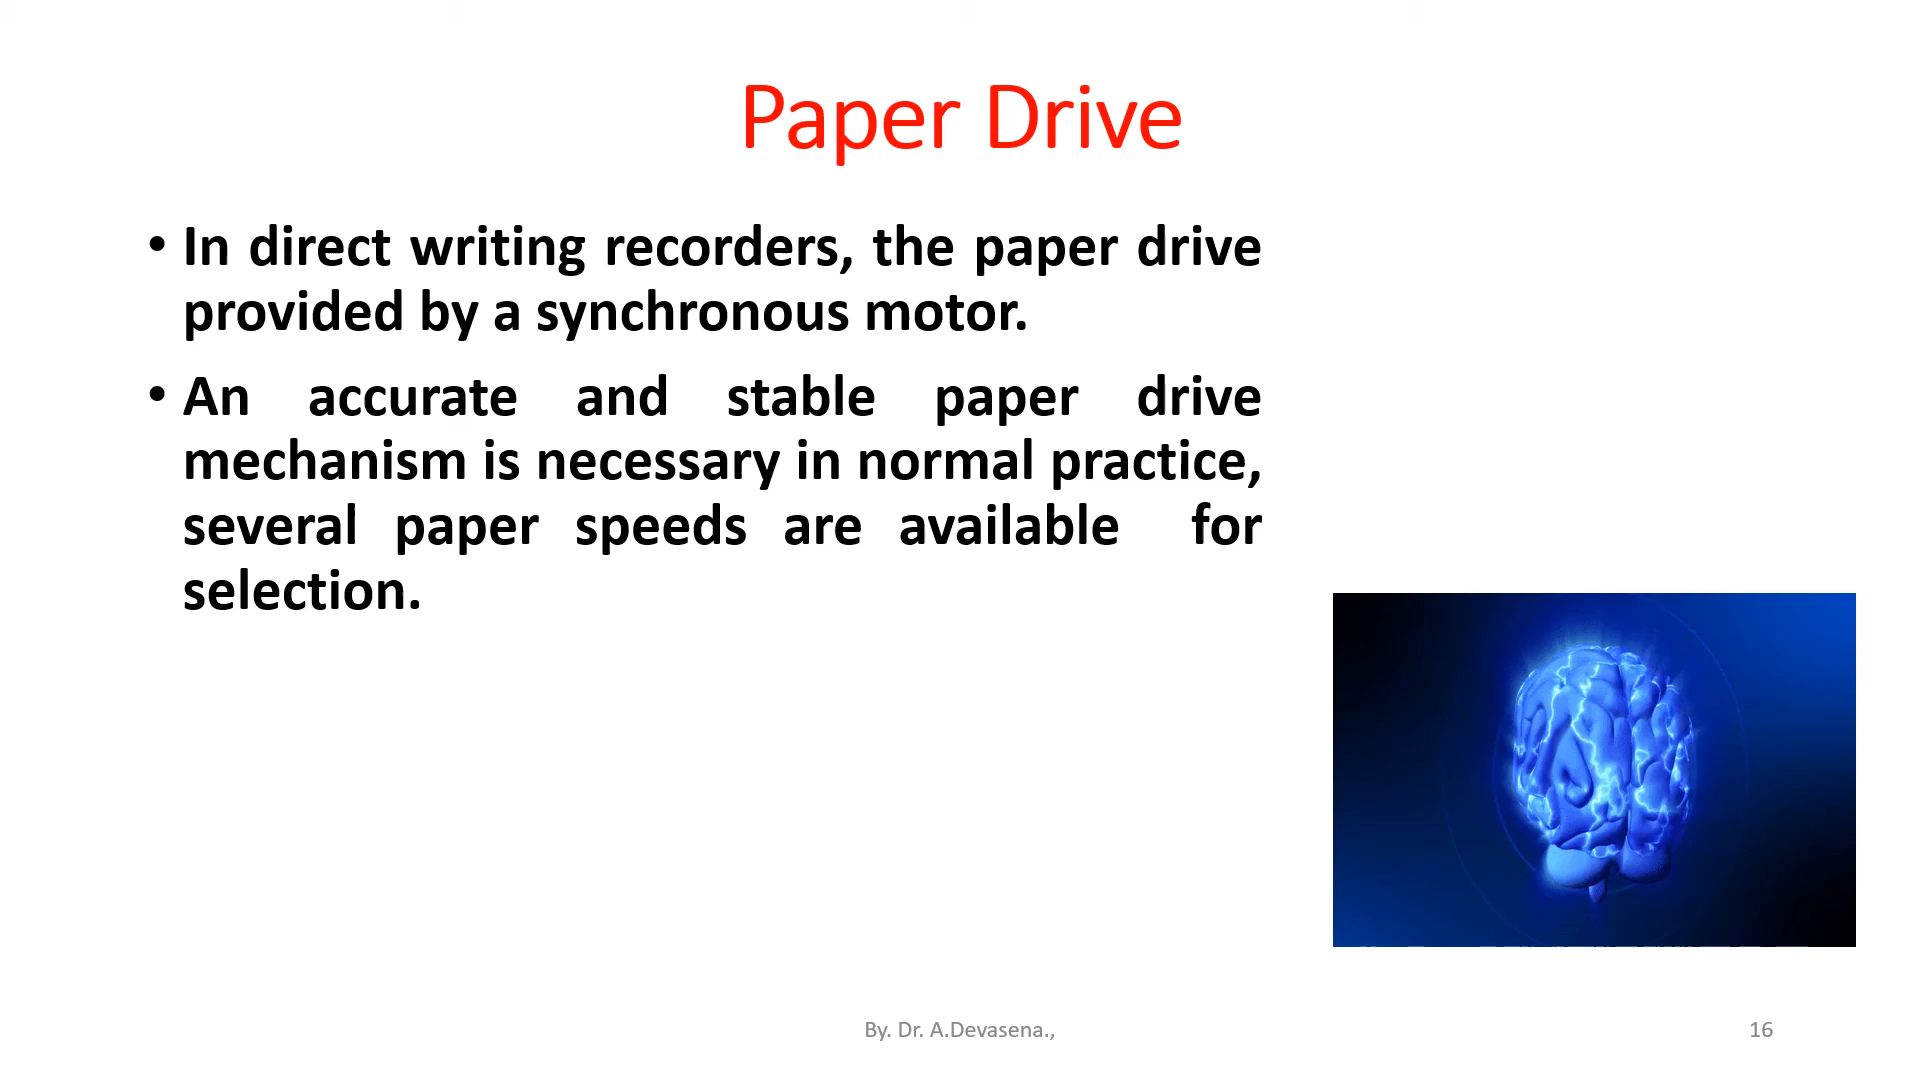 Paper Drive
• In direct writing recorders, the paper drive
provided by a synchronous motor.
• An accurate and stable paper drive
mechanism is necessary in normal practice,
several paper speeds are available for
selection.
By. Dr. A.Devasena.,
16